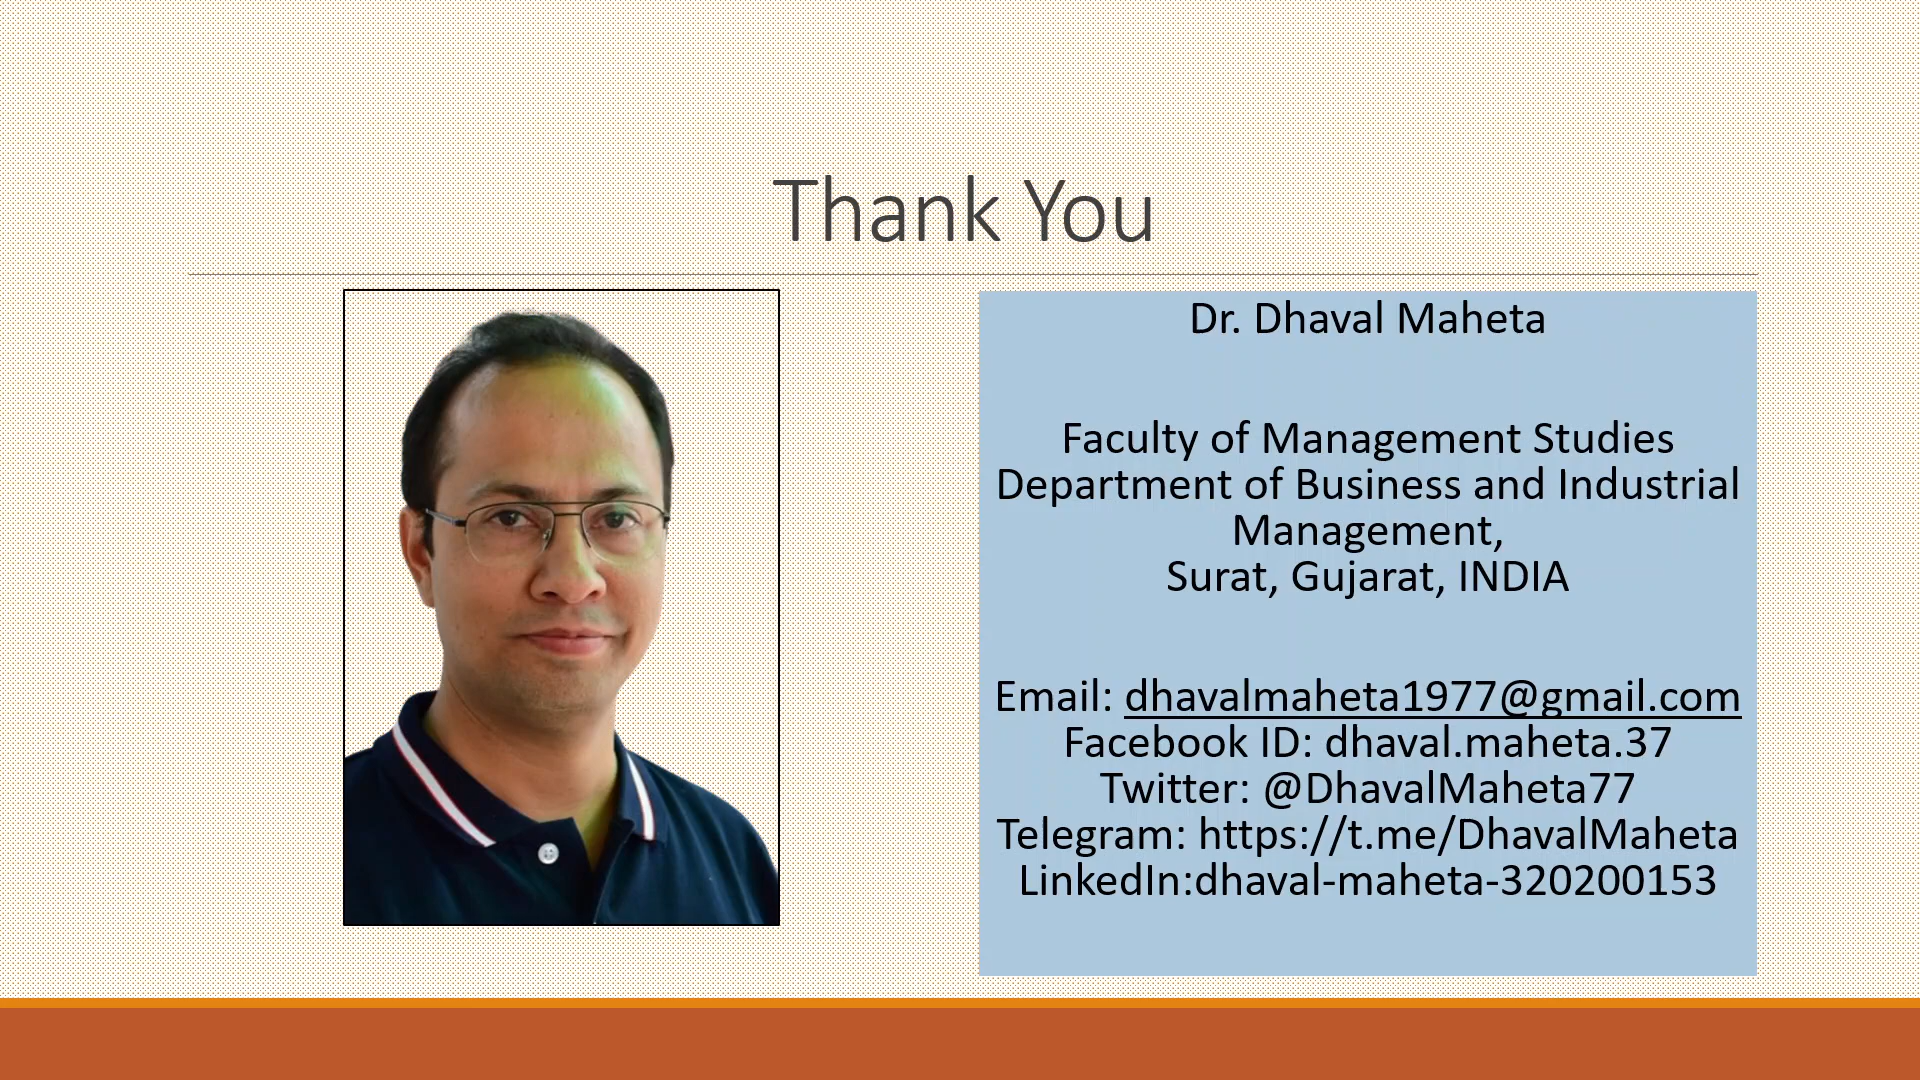 Thank You
Dr. Dhaval Maheta
Faculty of Management Studies
Department of Business and Industrial
Management,
Surat, Gujarat, INDIA
Email: dhavalmaheta1977@gmail.com
Facebook ID: dhaval.maheta.37
Twitter: @DhavalMaheta77
Telegram: https://t.me/DhavalMaheta
LinkedIn:dhaval-maheta-320200153